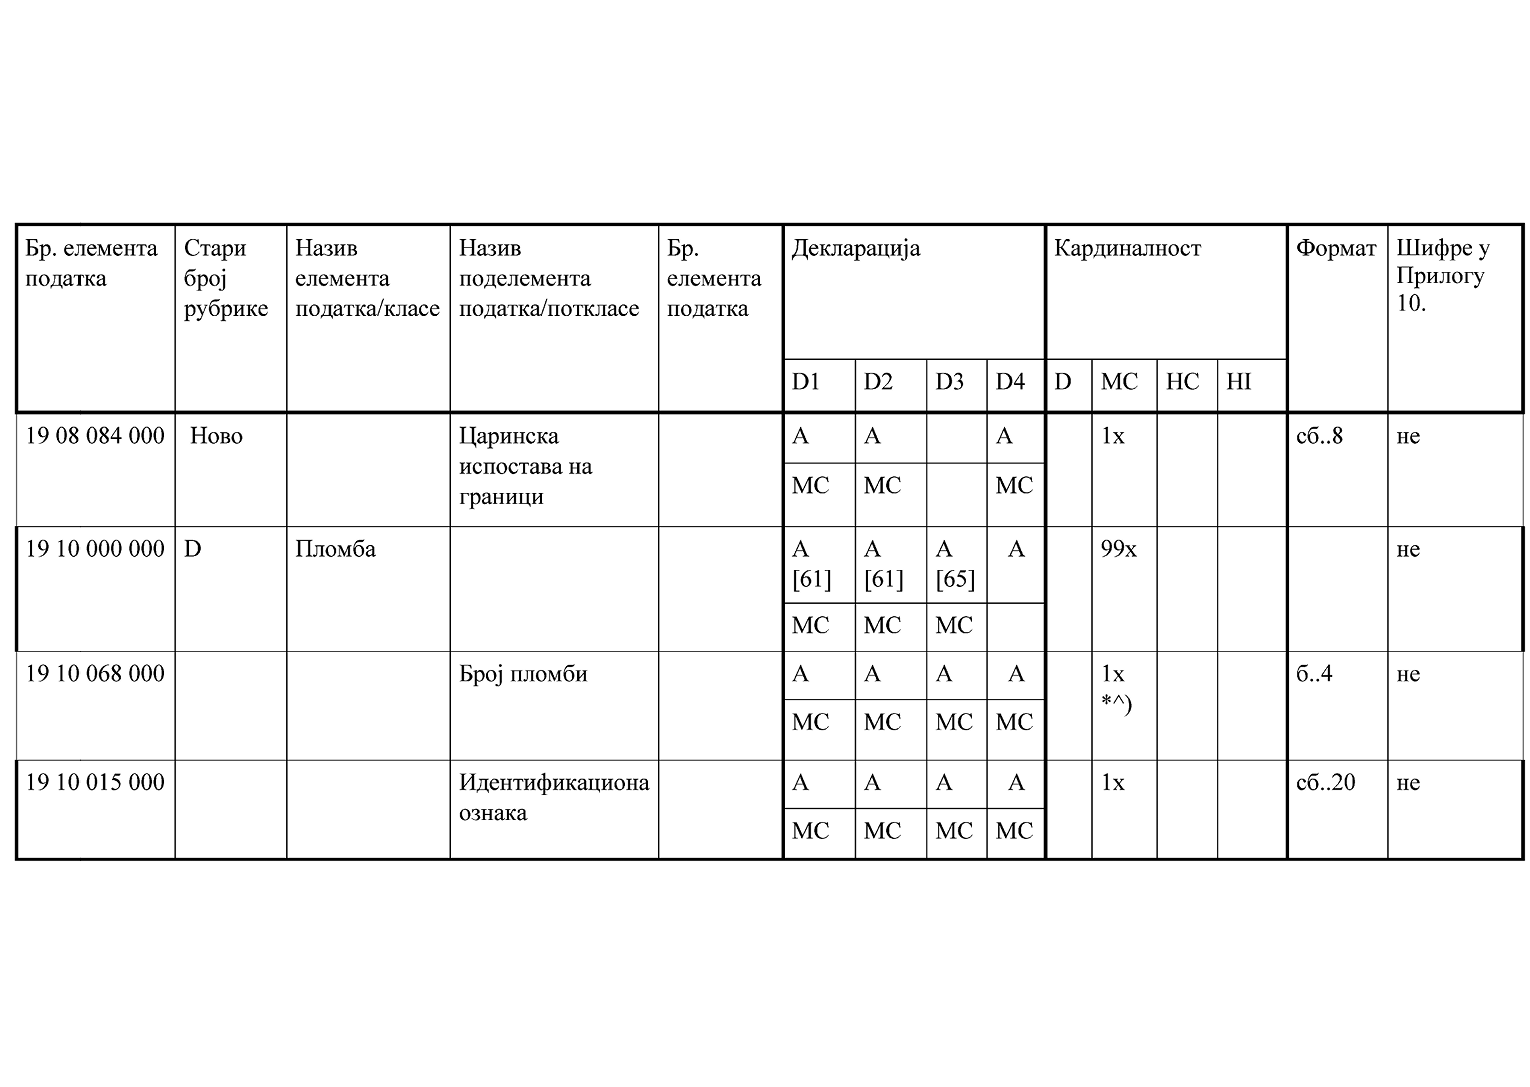 Бр. елемента податка
Стари број рубрике
Назив елемента податка/класе
Назив поделемента податка/поткласе
Бр. елемента податка
Декларација
Кардиналност
Формат
Шифре у Прилогу 10.
D1 D2 D3 D4 D MC HC HI
19 08 084 000 Ново Царинска испостава на граници A A A 1x сб..8 не
MC MC MC
19 10 000 000 D Пломба A [61] A [61] A [65] A 99x не
MC MC MC
19 10 068 000 Број пломби A A A A 1x *^) б..4 не
MC MC MC MC
19 10 015 000 Идентификациона ознака A A A A 1x сб..20 не
MC MC MC MC